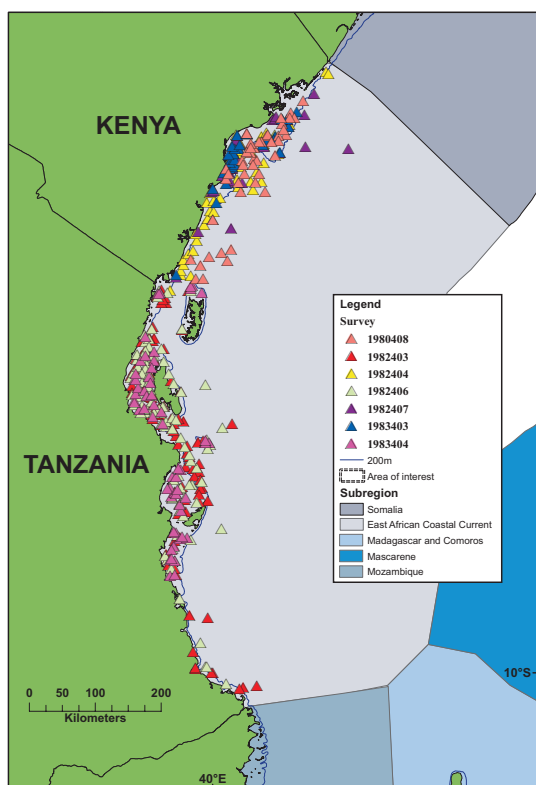 KENYA
Legend
Survey
1980408
1982403
1982404
1982406
1982407
1983403
1983404
200m
Area of interest
Subregion
Somalia
East African Coastal Current
Madagascar and Comoros
Mascarene
Mozambique
TANZANIA
10°S
0 50 100 200
Kilometers
40°E